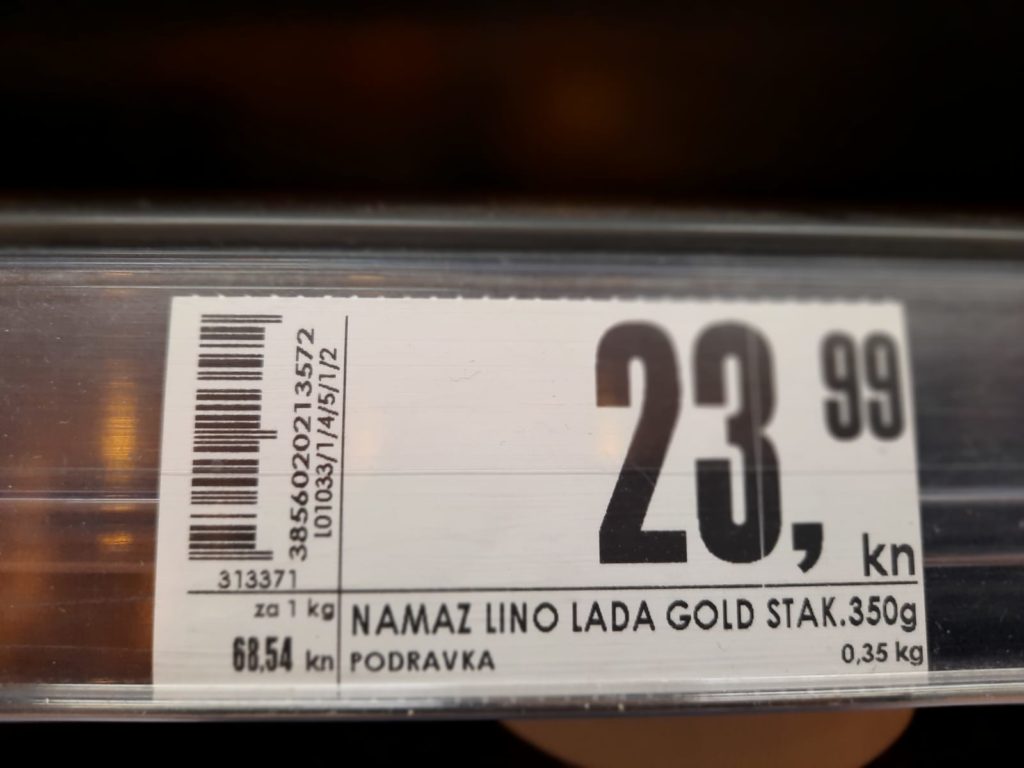 3856020213572
L01033/1/4/5/1/2
313371
za 1 kg
68,54 kn
23,99
kn
NAMAZ LINO LADA GOLD STAK.350g
PODRAVKA
0,35 kg